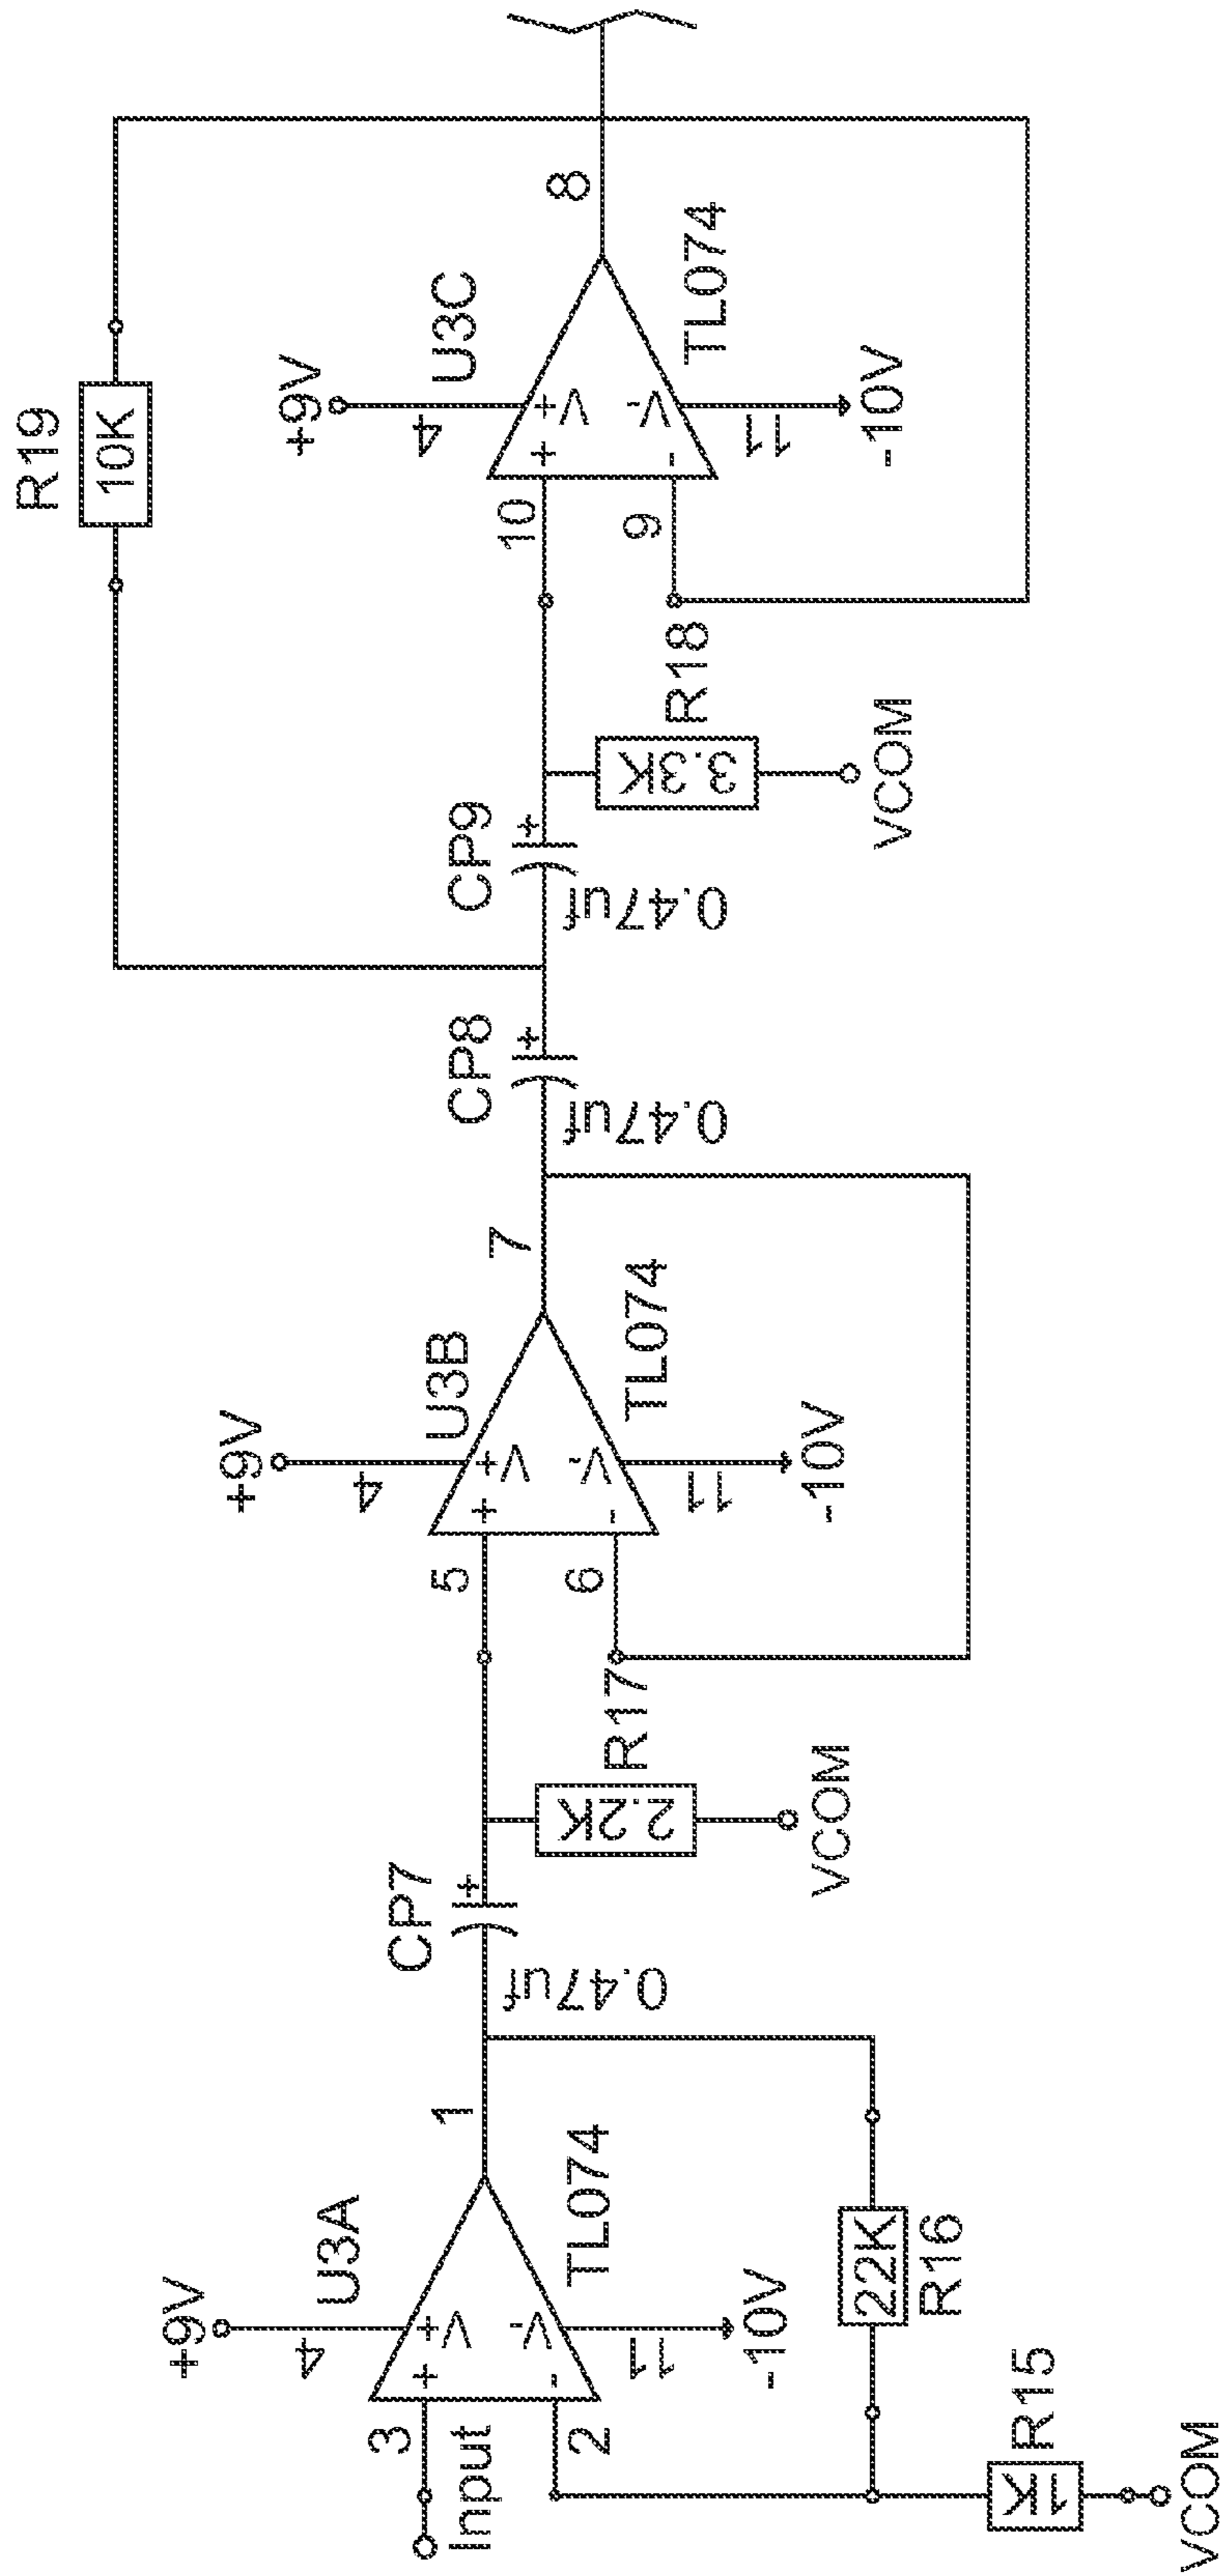 Input
3
2
+9V
4
U3A
+
-
V+
V-
11
-10V
TL074
1
R15
1K
VCOM
22K
R16
CP7
+
0.47uf
R17
2.2K
VCOM
5
6
+9V
4
U3B
+
-
V+
V-
11
-10V
TL074
7
CP8
+
0.47uf
CP9
+
0.47uf
R18
3.3K
VCOM
R19
10K
10
9
+9V
4
U3C
+
-
V+
V-
11
-10V
TL074
8